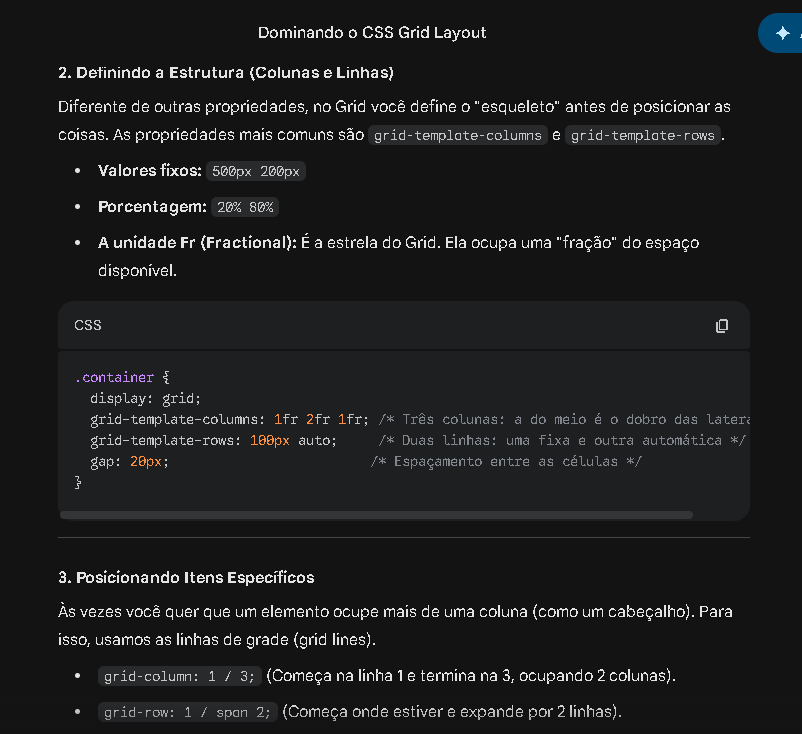 Dominando o CSS Grid Layout
2. Definindo a Estrutura (Colunas e Linhas)
Diferente de outras propriedades, no Grid você define o "esqueleto" antes de posicionar as
coisas. As propriedades mais comuns são grid-template-columns e grid-template-rows.
• Valores fixos: 500px 200px
• Porcentagem: 20% 80%
• A unidade Fr (Fractional): É a estrela do Grid. Ela ocupa uma "fração" do espaço
disponível.
CSS
.container {
  display: grid;
  grid-template-columns: 1fr 2fr 1fr; /* Três colunas: a do meio é o dobro das
  grid-template-rows: 100px auto;     /* Duas linhas: uma fixa e outra automática */
  gap: 20px;                         /* Espaçamento entre as células */
}
3. Posicionando Itens Específicos
Às vezes você quer que um elemento ocupe mais de uma coluna (como um cabeçalho). Para
isso, usamos as linhas de grade (grid lines).
• grid-column: 1 / 3; (Começa na linha 1 e termina na 3, ocupando 2 colunas).
• grid-row: 1 / span 2; (Começa onde estiver e expande por 2 linhas).